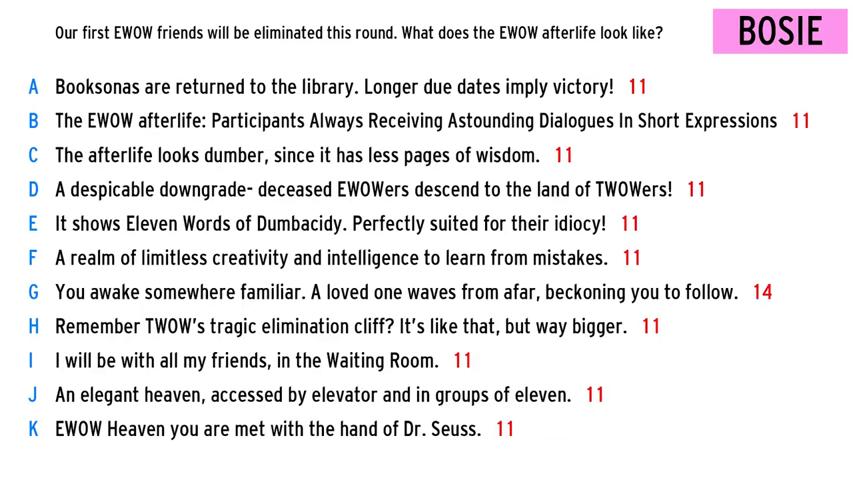 Our first EWOW friends will be eliminated this round. What does the EWOW afterlife look like?
BOSIE
A Booksonas are returned to the library. Longer due dates imply victory! 11
B The EWOW afterlife: Participants Always Receiving Astounding Dialogues In Short Expressions 11
C The afterlife looks dumber, since it has less pages of wisdom. 11
D A despicable downgrade- deceased EWOWers descend to the land of TWOWers! 11
E It shows Eleven Words of Dumbacidy. Perfectly suited for their idiocy! 11
F A realm of limitless creativity and intelligence to learn from mistakes. 11
G You awake somewhere familiar. A loved one waves from afar, beckoning you to follow. 14
H Remember TWOW's tragic elimination cliff? It's like that, but way bigger. 11
I I will be with all my friends, in the Waiting Room. 11
J An elegant heaven, accessed by elevator and in groups of eleven. 11
K EWOW Heaven you are met with the hand of Dr. Seuss. 11